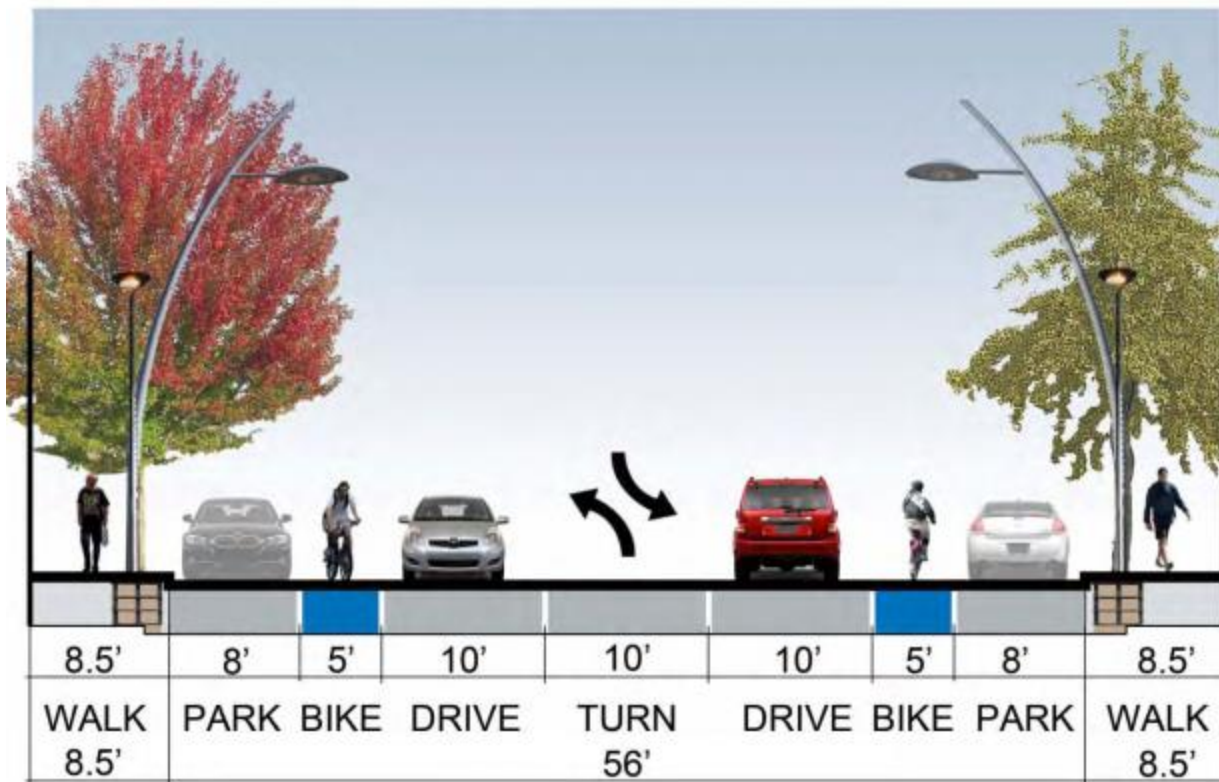 8.5’ 8’ 5’ 10’ 10’ 10’ 5’ 8’ 8.5’
WALK PARK BIKE DRIVE TURN DRIVE BIKE PARK WALK
8.5’ 56’ 8.5’